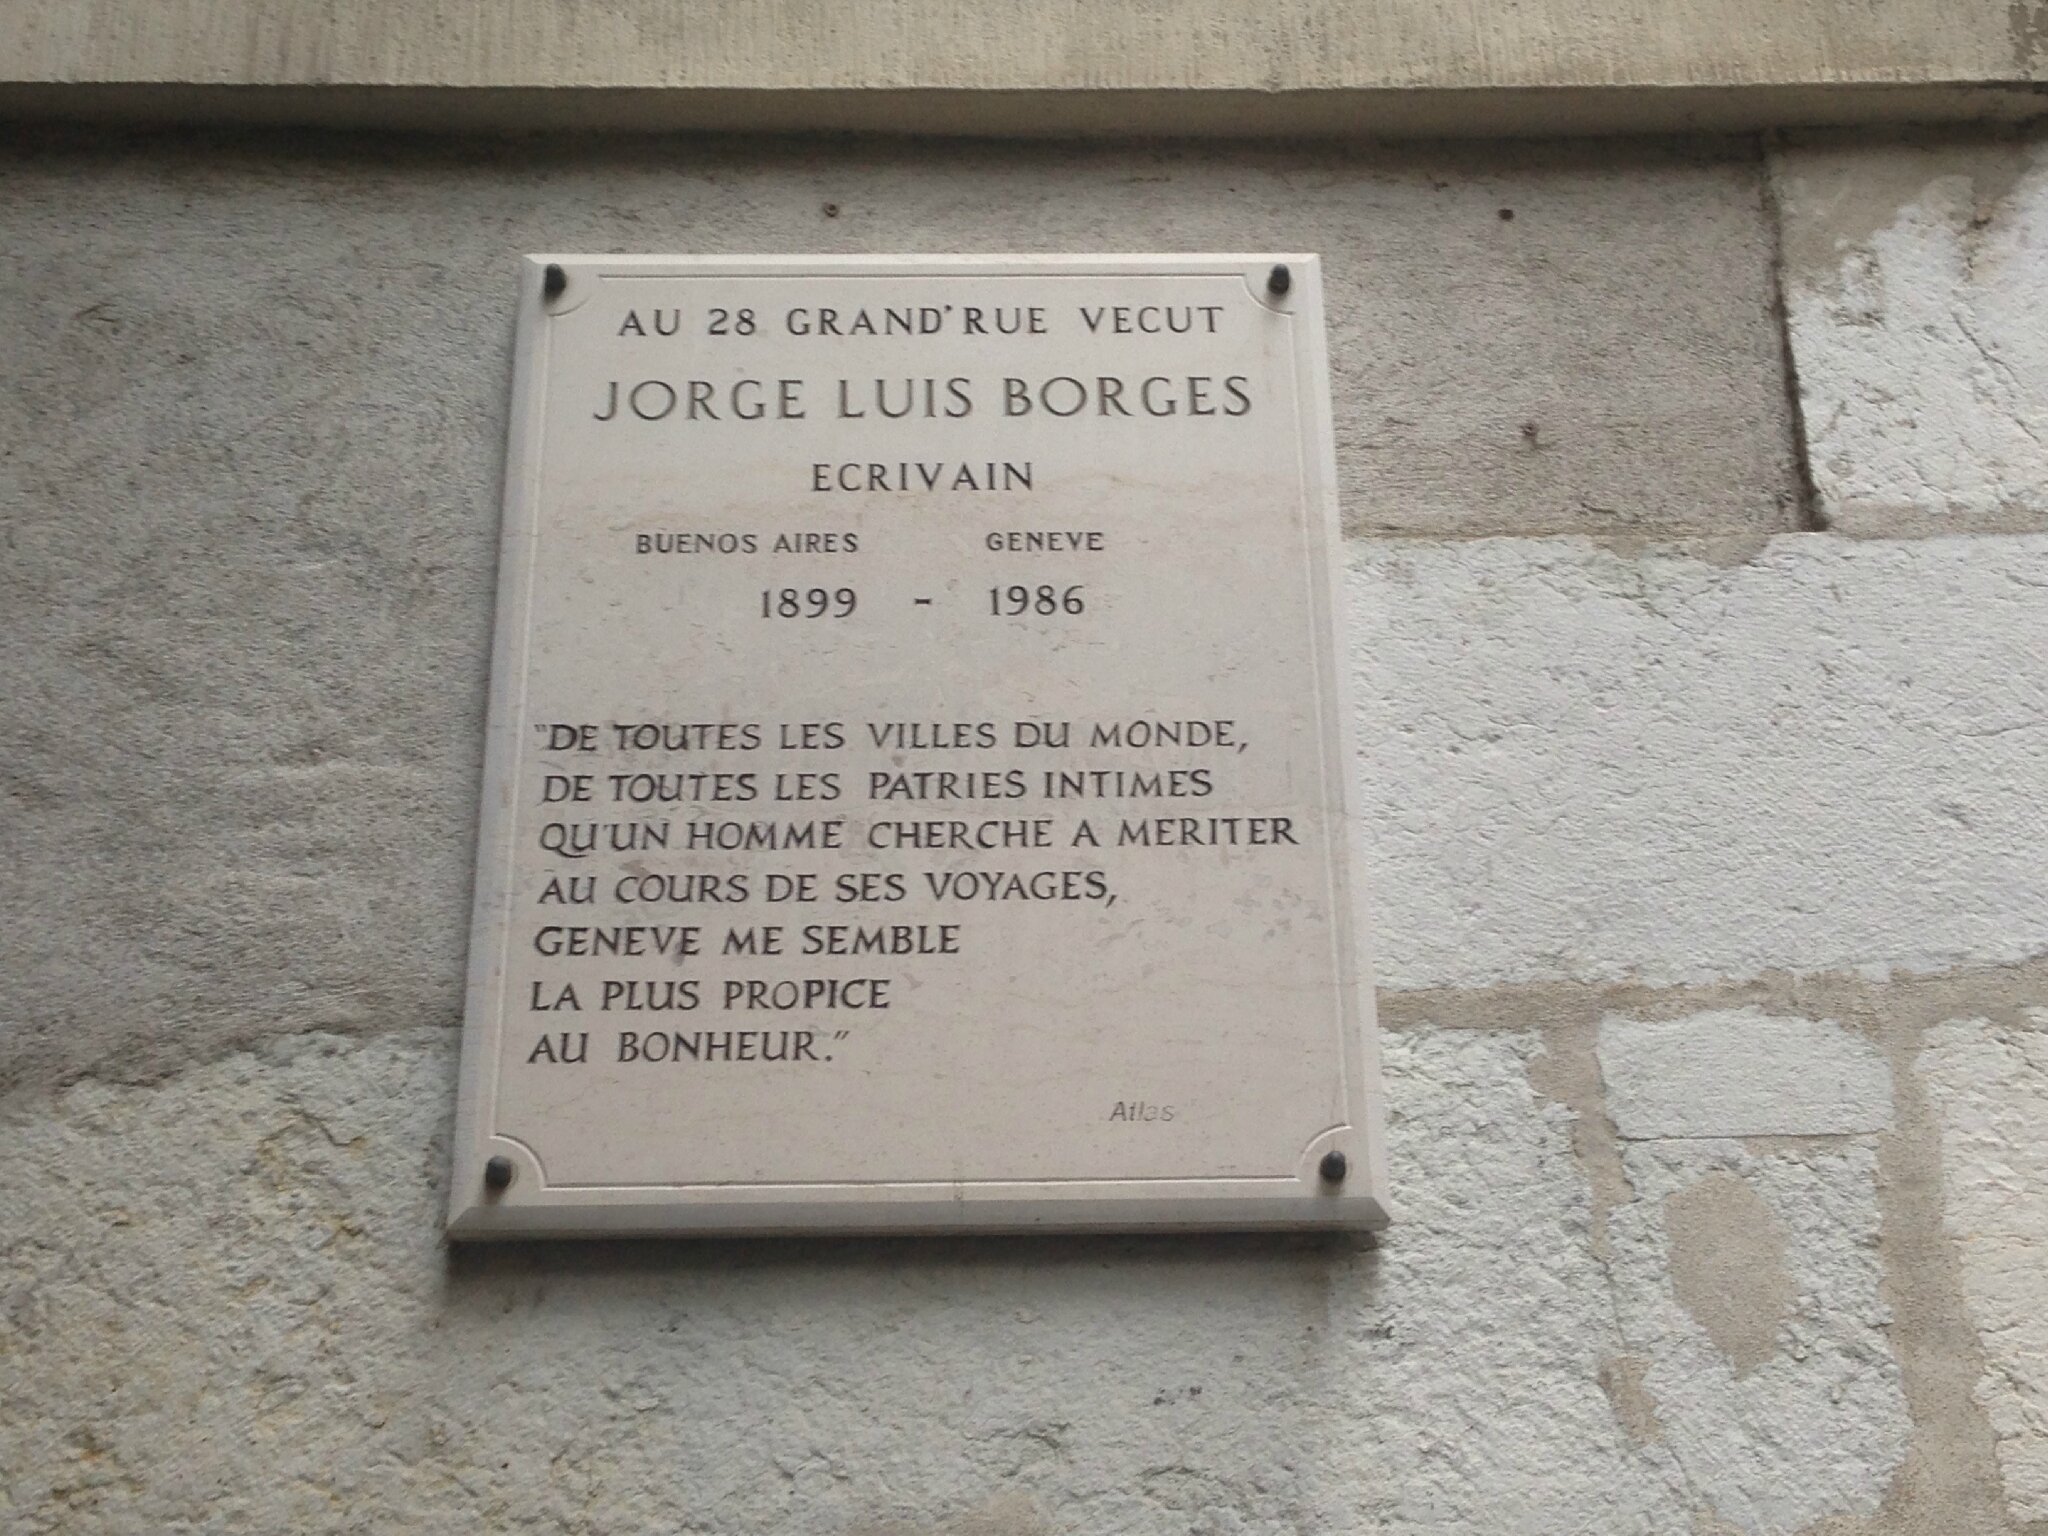 AU 28 GRAND'RUE VECUT
JORGE LUIS BORGES
ECRIVAIN
BUENOS AIRES GENEVE
1899 - 1986
"DE TOUTES LES VILLES DU MONDE,
DE TOUTES LES PATRIES INTIMES
QU'UN HOMME CHERCHE A MERITER
AU COURS DE SES VOYAGES,
GENEVE ME SEMBLE
LA PLUS PROPICE
AU BONHEUR."
Atlas